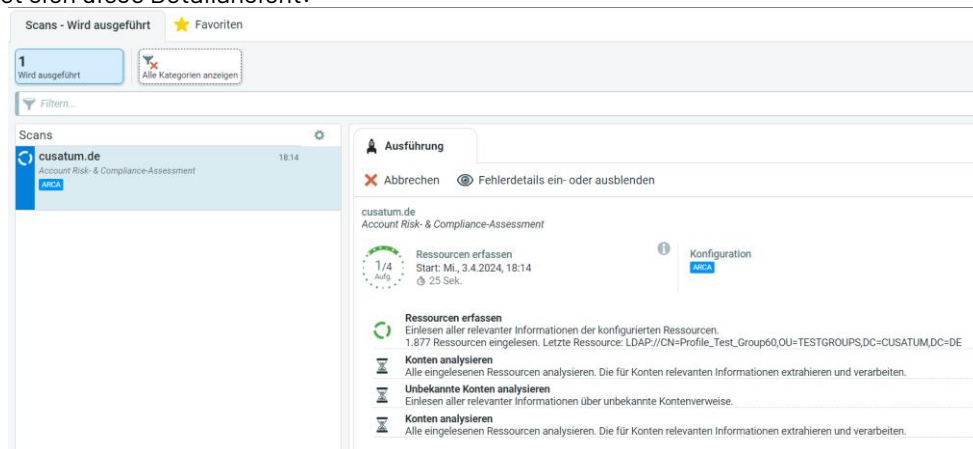 Scans - Wird ausgeführt
Favoriten
1
Wird ausgeführt
Alle Kategorien anzeigen
Filtern...
Scans
cusatum.de 18:14
Account Risk- & Compliance-Assessment
ARCA
Ausführung
Abbrechen Fehlerdetails ein- oder ausblenden
cusatum.de
Account Risk- & Compliance-Assessment
1/4
Aufg.
Ressourcen erfassen
Start: Mi., 3.4.2024, 18:14
25 Sek.
Konfiguration
ARCA
Ressourcen erfassen
Einlesen aller relevanter Informationen der konfigurierten Ressourcen.
1.877 Ressourcen eingelesen. Letzte Ressource: LDAP://CN=Profile_Test_Group60,OU=TESTGROUPS,DC=CUSATUM,DC=DE
Konten analysieren
Alle eingelesenen Ressourcen analysieren. Die für Konten relevanten Informationen extrahieren und verarbeiten.
Unbekannte Konten analysieren
Einlesen aller relevanter Informationen über unbekannte Kontenverweise.
Konten analysieren
Alle eingelesenen Ressourcen analysieren. Die für Konten relevanten Informationen extrahieren und verarbeiten.